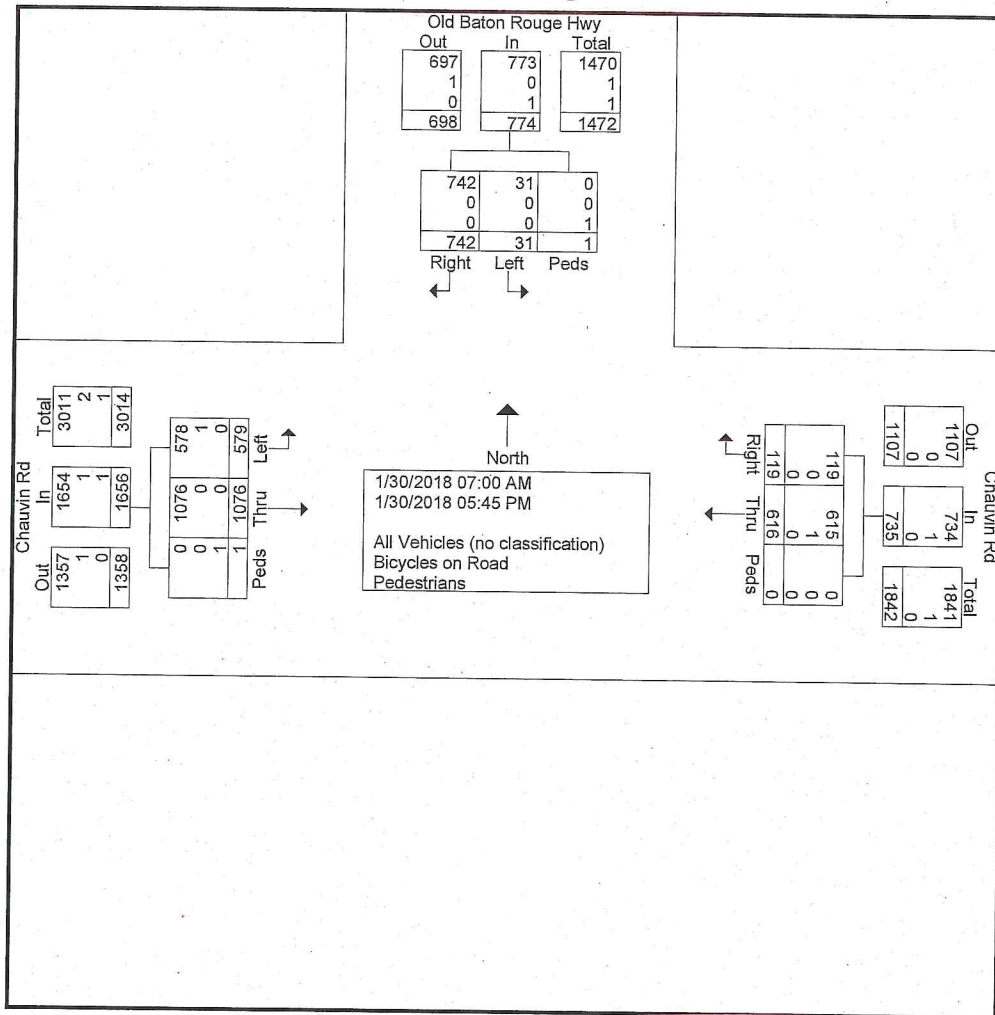 Old Baton Rouge Hwy
Out In Total
697 773 1470
1 0 1
0 1 1
698 774 1472
742 31 0
0 0 0
0 0 1
742 31 1
Right Left Peds
Chauvin Rd
Out In Total
1357 1654 3011
1 1 2
0 1 1
1358 1656 3014
578 1 0 579 Left
1076 0 0 1076 Thru
0 0 1 1 Peds
North
1/30/2018 07:00 AM
1/30/2018 05:45 PM
All Vehicles (no classification)
Bicycles on Road
Pedestrians
Chauvin Rd
Out In Total
1107 734 1841
0 1 1
0 0 0
1107 735 1842
119 615 0
0 1 0
0 0 0
119 616 0
Right Thru Peds